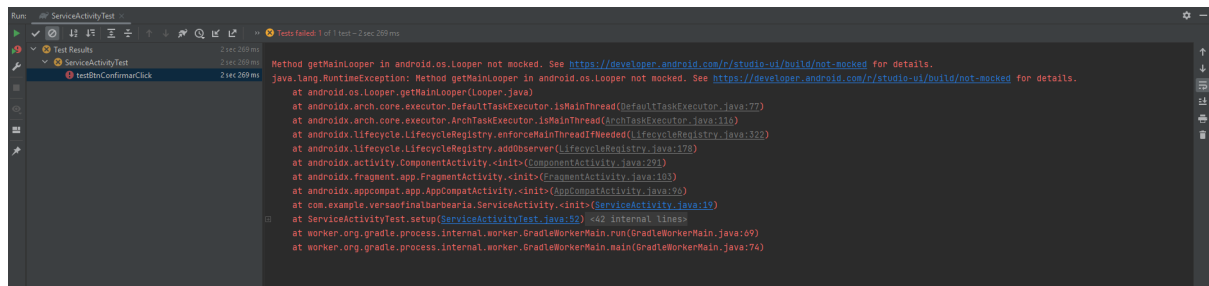 Run: ServiceActivityTest ×
» Tests failed: 1 of 1 test – 2 sec 269 ms
Test Results 2 sec 269 ms
ServiceActivityTest 2 sec 269 ms
testBtnConfirmarClick 2 sec 269 ms
Method getMainLooper in android.os.Looper not mocked. See https://developer.android.com/r/studio-ui/build/not-mocked for details.
java.lang.RuntimeException: Method getMainLooper in android.os.Looper not mocked. See https://developer.android.com/r/studio-ui/build/not-mocked for details.
at android.os.Looper.getMainLooper(Looper.java)
at androidx.arch.core.executor.DefaultTaskExecutor.isMainThread(DefaultTaskExecutor.java:77)
at androidx.arch.core.executor.ArchTaskExecutor.isMainThread(ArchTaskExecutor.java:116)
at androidx.lifecycle.LifecycleRegistry.enforceMainThreadIfNeeded(LifecycleRegistry.java:322)
at androidx.lifecycle.LifecycleRegistry.addObserver(LifecycleRegistry.java:178)
at androidx.activity.ComponentActivity.<init>(ComponentActivity.java:291)
at androidx.fragment.app.FragmentActivity.<init>(FragmentActivity.java:103)
at androidx.appcompat.app.AppCompatActivity.<init>(AppCompatActivity.java:96)
at com.example.versaofinalbarbearia.ServiceActivity.<init>(ServiceActivity.java:19)
at ServiceActivityTest.setup(ServiceActivityTest.java:52) <42 internal lines>
at worker.org.gradle.process.internal.worker.GradleWorkerMain.run(GradleWorkerMain.java:69)
at worker.org.gradle.process.internal.worker.GradleWorkerMain.main(GradleWorkerMain.java:74)